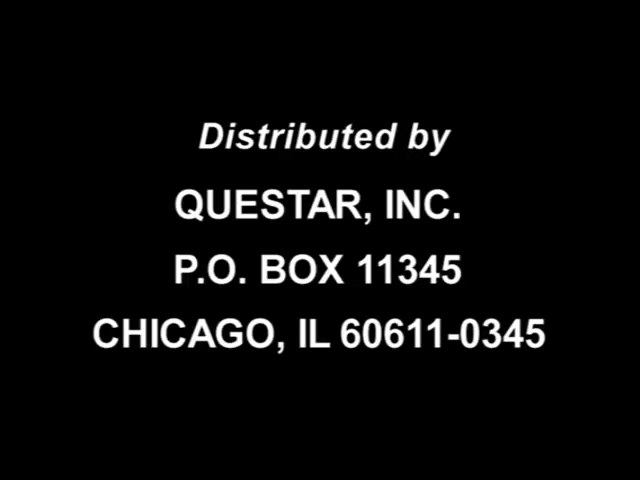 Distributed by
QUESTAR, INC.
P.O. BOX 11345
CHICAGO, IL 60611-0345